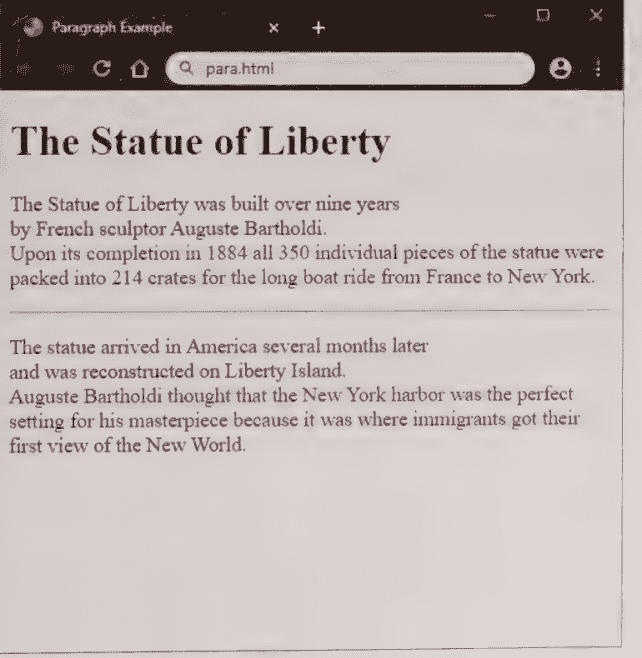 Paragraph Example
para.html
The Statue of Liberty
The Statue of Liberty was built over nine years
by French sculptor Auguste Bartholdi.
Upon its completion in 1884 all 350 individual pieces of the statue were
packed into 214 crates for the long boat ride from France to New York.
The statue arrived in America several months later
and was reconstructed on Liberty Island.
Auguste Bartholdi thought that the New York harbor was the perfect
setting for his masterpiece because it was where immigrants got their
first view of the New World.